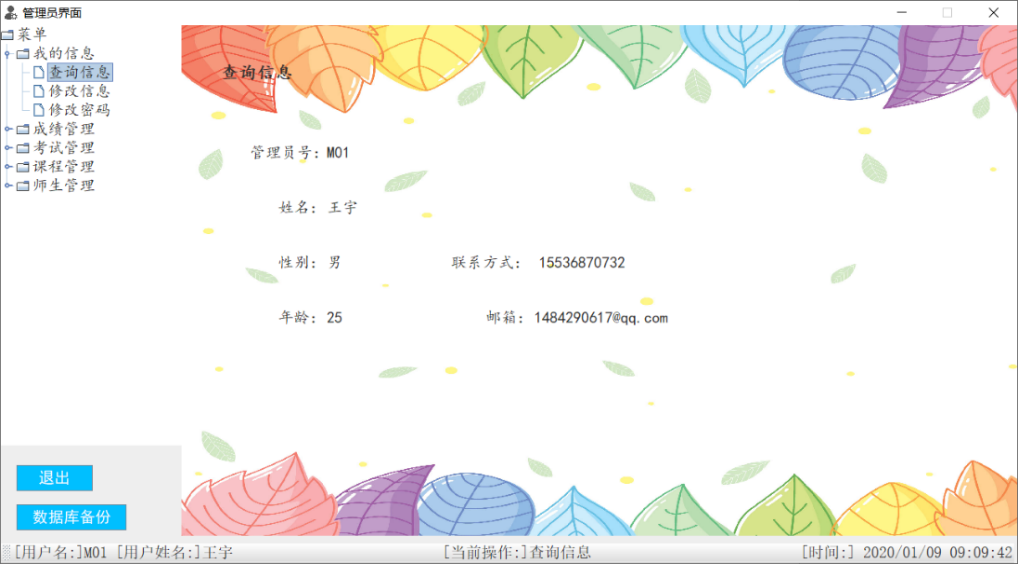 管理员界面
菜单
我的信息
查询信息
修改信息
修改密码
成绩管理
考试管理
课程管理
师生管理
查询信息
管理员号：M01
姓名：王宇
性别：男 联系方式： 15536870732
年龄：25 邮箱：1484290617@qq.com
退出
数据库备份
[用户名:]M01 [用户姓名:]王宇 [当前操作:]查询信息 [时间:] 2020/01/09 09:09:42